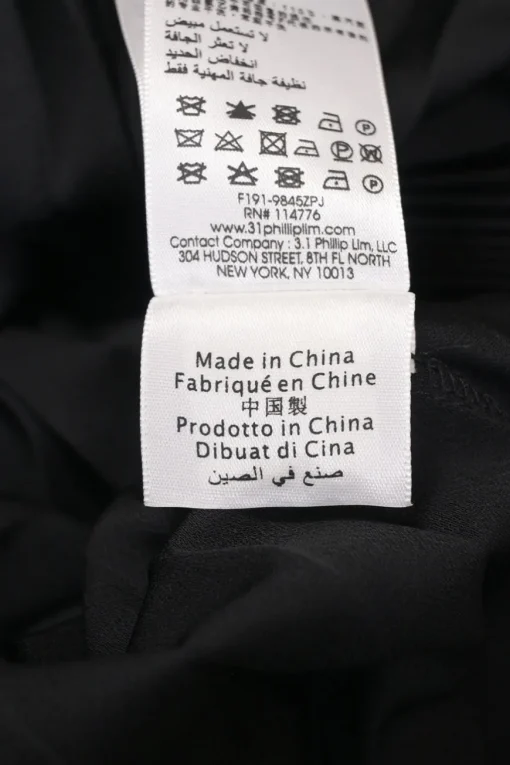 لا تستعمل مبيض
لا تعثر الجافة
انخفاض الحديد
نظيفة جافة المهنية فقط
P
P W
P
F191-9845ZPJ
RN# 114776
www.31philliplim.com
Contact Company : 3.1 Phillip Lim, LLC
304 HUDSON STREET, 8TH FL NORTH
NEW YORK, NY 10013
Made in China
Fabriqué en Chine
中国製
Prodotto in China
Dibuat di Cina
صنع في الصين